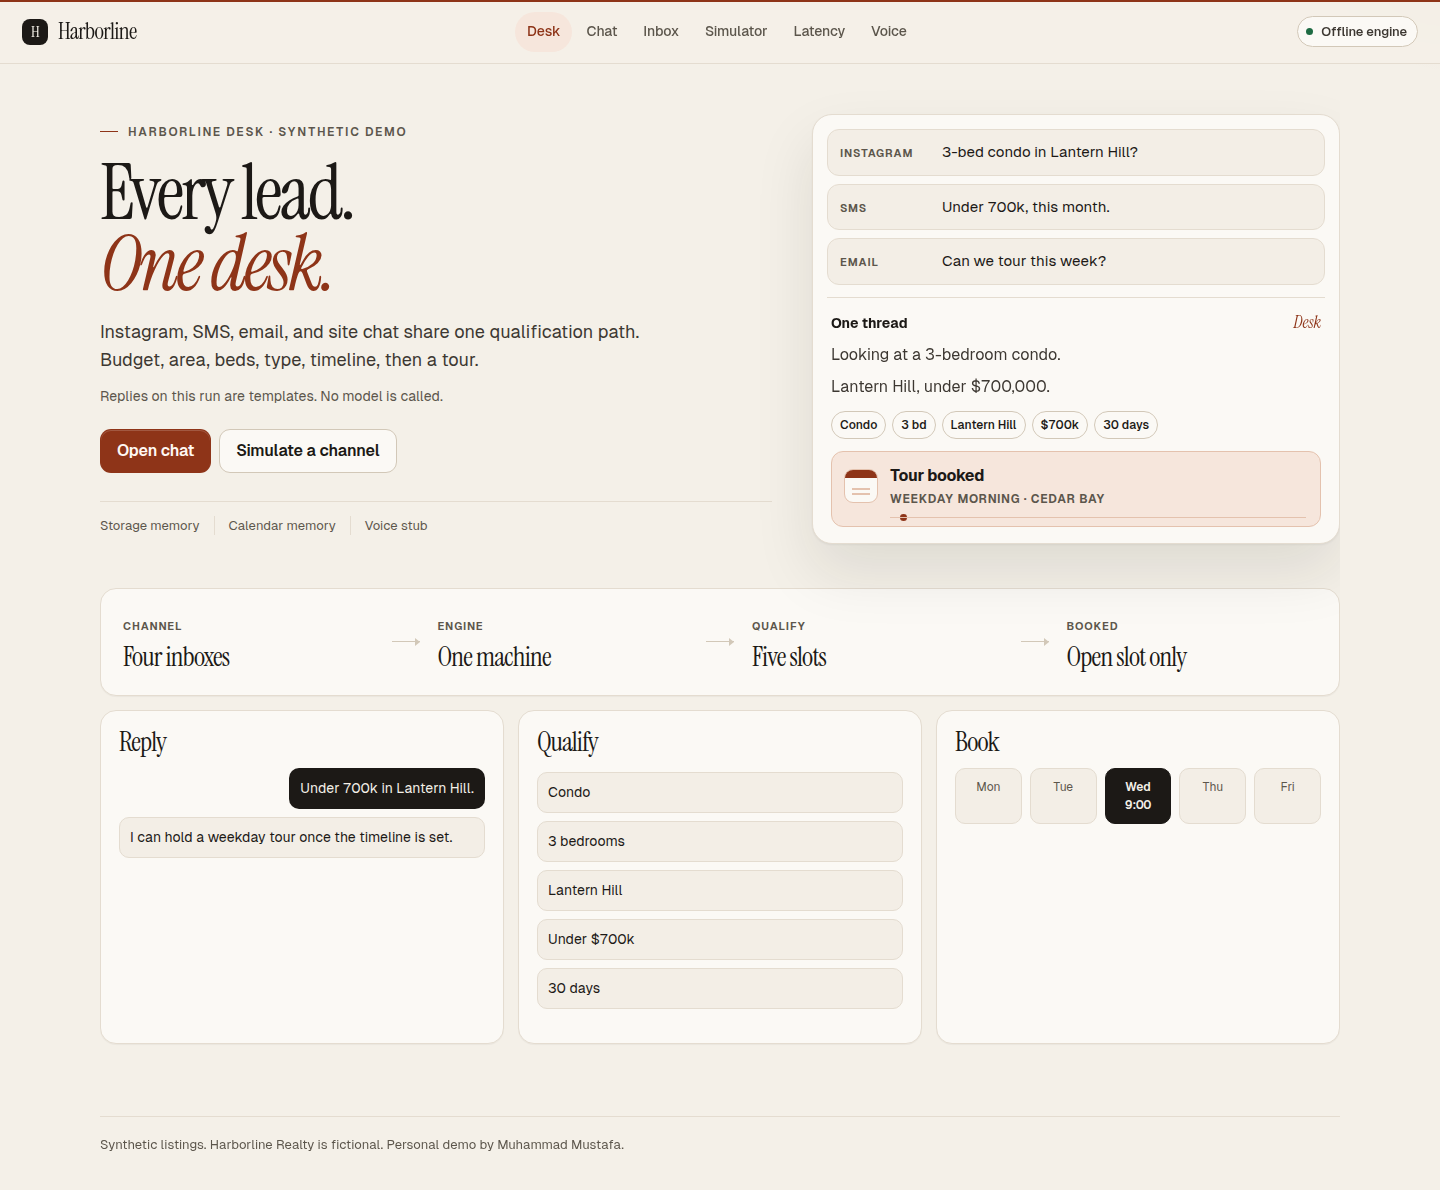 H Harborline
Desk Chat Inbox Simulator Latency Voice
Offline engine
HARBORLINE DESK · SYNTHETIC DEMO
Every lead.
One desk.
Instagram, SMS, email, and site chat share one qualification path.
Budget, area, beds, type, timeline, then a tour.
Replies on this run are templates. No model is called.
Open chat
Simulate a channel
Storage memory
Calendar memory
Voice stub
INSTAGRAM 3-bed condo in Lantern Hill?
SMS Under 700k, this month.
EMAIL Can we tour this week?
One thread Desk
Looking at a 3-bedroom condo.
Lantern Hill, under $700,000.
Condo 3 bd Lantern Hill $700k 30 days
Tour booked
WEEKDAY MORNING · CEDAR BAY
CHANNEL
Four inboxes
ENGINE
One machine
QUALIFY
Five slots
BOOKED
Open slot only
Reply
Under 700k in Lantern Hill.
I can hold a weekday tour once the timeline is set.
Qualify
Condo
3 bedrooms
Lantern Hill
Under $700k
30 days
Book
Mon Tue Wed Thu Fri
9:00
Synthetic listings. Harborline Realty is fictional. Personal demo by Muhammad Mustafa.